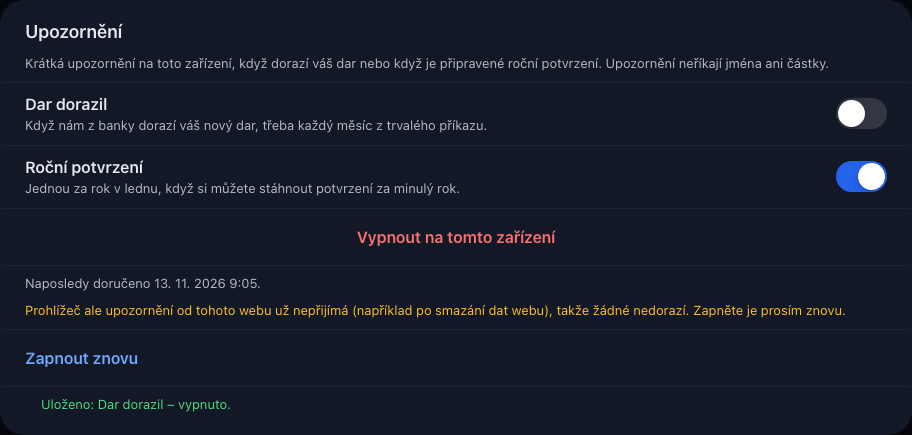 Upozornění
Krátká upozornění na toto zařízení, když dorazí váš dar nebo když je připravené roční potvrzení. Upozornění neříkají jména ani částky.
Dar dorazil
Když nám z banky dorazí váš nový dar, třeba každý měsíc z trvalého příkazu.
Roční potvrzení
Jednou za rok v lednu, když si můžete stáhnout potvrzení za minulý rok.
Vypnout na tomto zařízení
Naposledy doručeno 13. 11. 2026 9:05.
Prohlížeč ale upozornění od tohoto webu už nepřijímá (například po smazání dat webu), takže žádné nedorazí. Zapněte je prosím znovu.
Zapnout znovu
Uloženo: Dar dorazil – vypnuto.